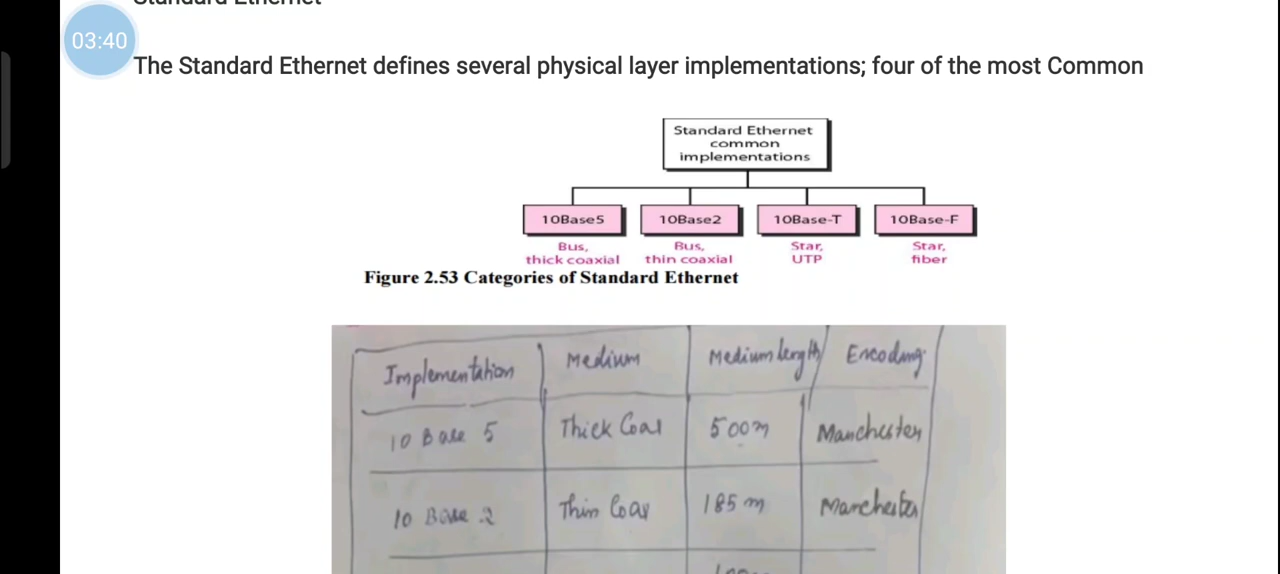 Standard Ethernet
03:40
The Standard Ethernet defines several physical layer implementations; four of the most Common
Standard Ethernet
common
implementations
10Base5 10Base2 10Base-T 10Base-F
Bus, Bus, Star, Star,
thick coaxial thin coaxial UTP fiber
Figure 2.53 Categories of Standard Ethernet
Implementation Medium Medium length Encoding
10 Base 5 Thick Coax 500m Manchester
10 Base 2 Thin Coax 185 m Manchester